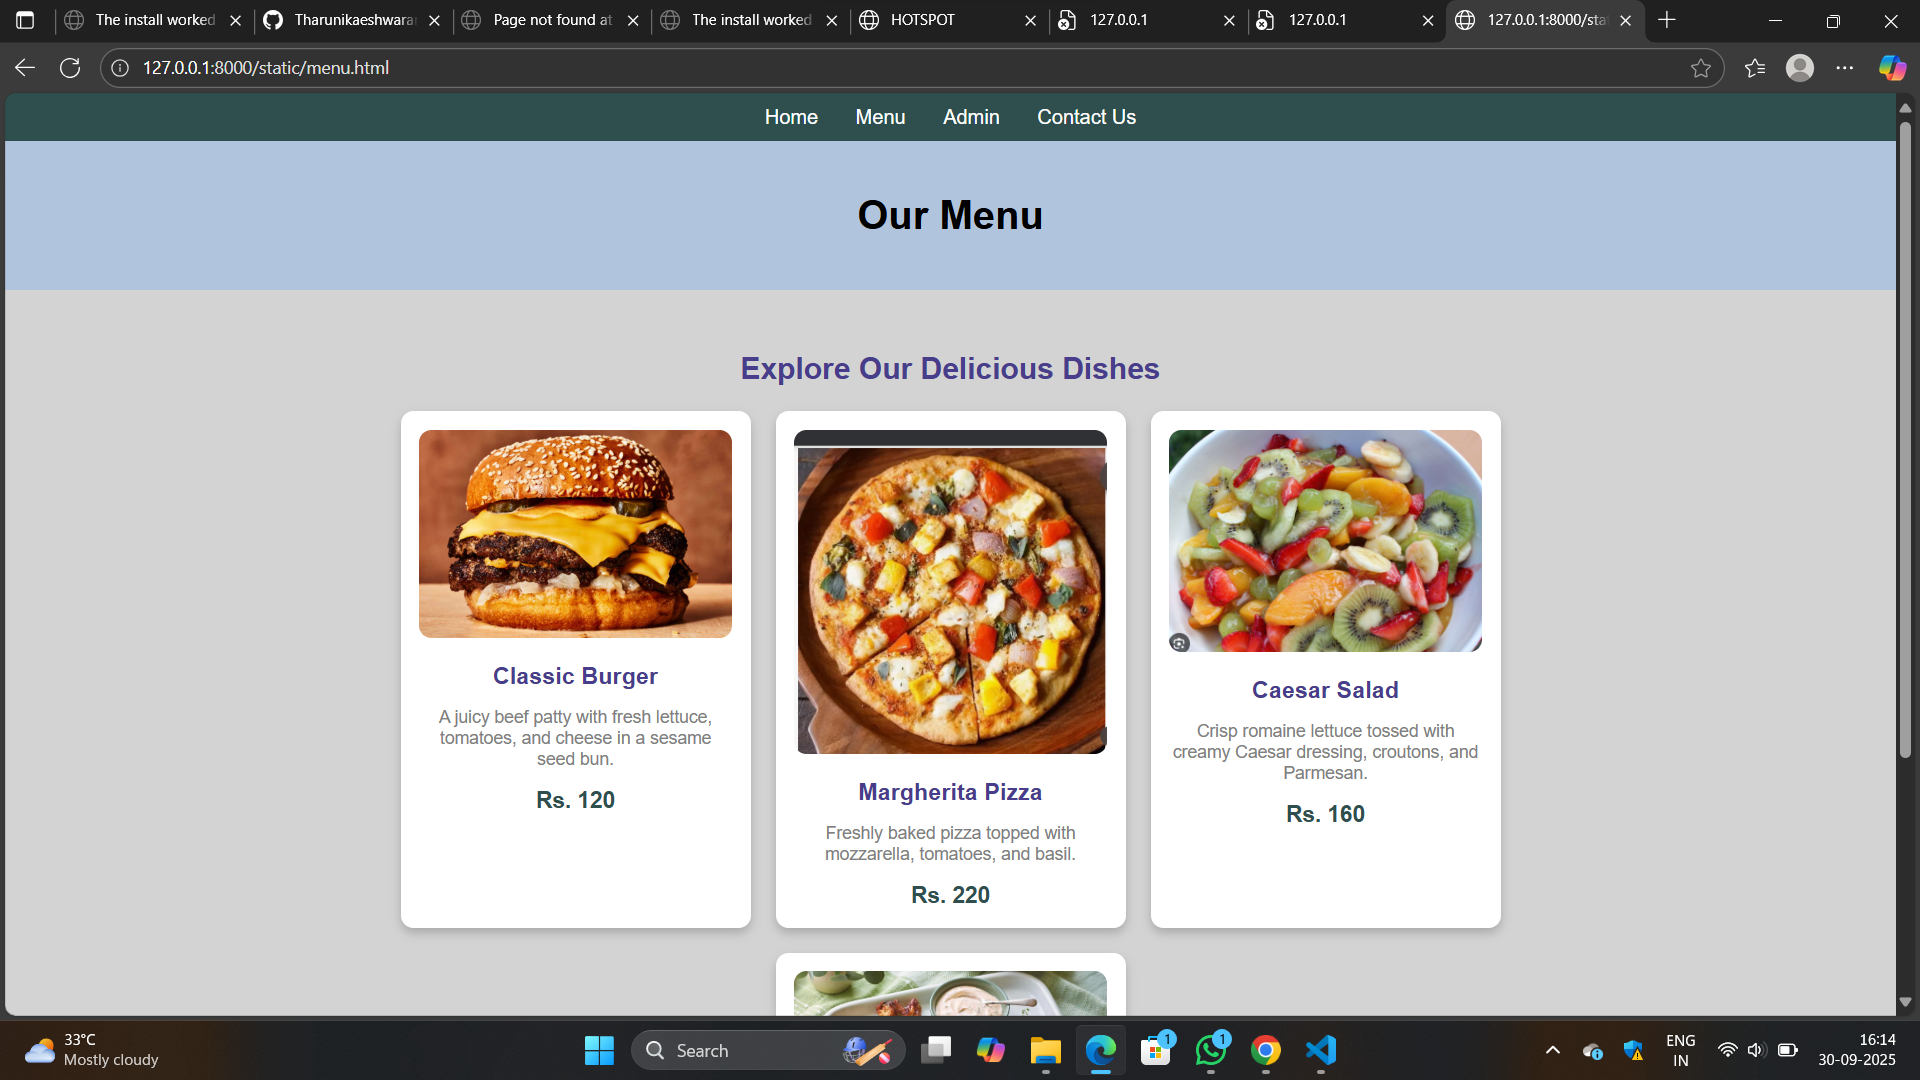 The install worked
Tharunikaeshwarar
Page not found at
The install worked
HOTSPOT
127.0.0.1
127.0.0.1
127.0.0.1:8000/sta
127.0.0.1:8000/static/menu.html
Home Menu Admin Contact Us
Our Menu
Explore Our Delicious Dishes
Classic Burger
A juicy beef patty with fresh lettuce,
tomatoes, and cheese in a sesame
seed bun.
Rs. 120
Margherita Pizza
Freshly baked pizza topped with
mozzarella, tomatoes, and basil.
Rs. 220
Caesar Salad
Crisp romaine lettuce tossed with
creamy Caesar dressing, croutons, and
Parmesan.
Rs. 160
33°C
Mostly cloudy
Search
1
1
ENG
IN
16:14
30-09-2025